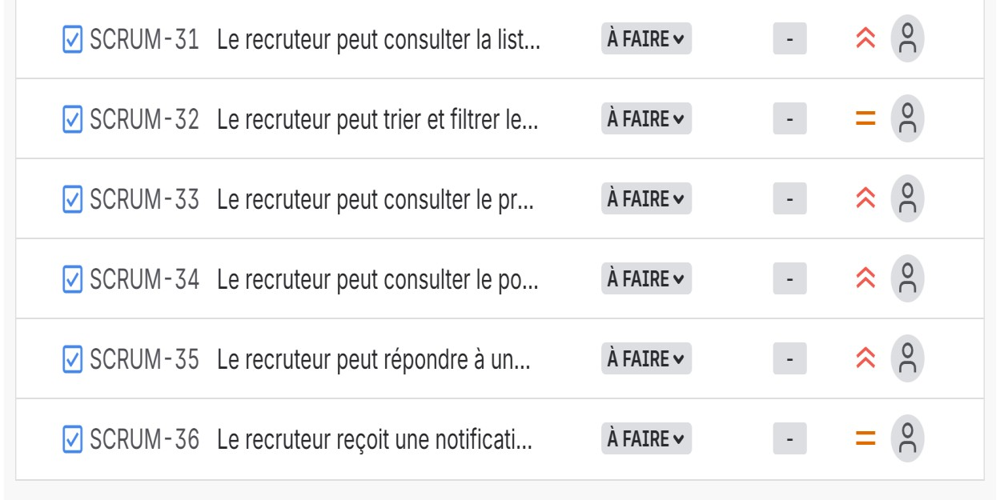 SCRUM-31 Le recruteur peut consulter la list... À FAIRE -
SCRUM-32 Le recruteur peut trier et filtrer le... À FAIRE -
SCRUM-33 Le recruteur peut consulter le pr... À FAIRE -
SCRUM-34 Le recruteur peut consulter le po... À FAIRE -
SCRUM-35 Le recruteur peut répondre à un... À FAIRE -
SCRUM-36 Le recruteur reçoit une notificati... À FAIRE -